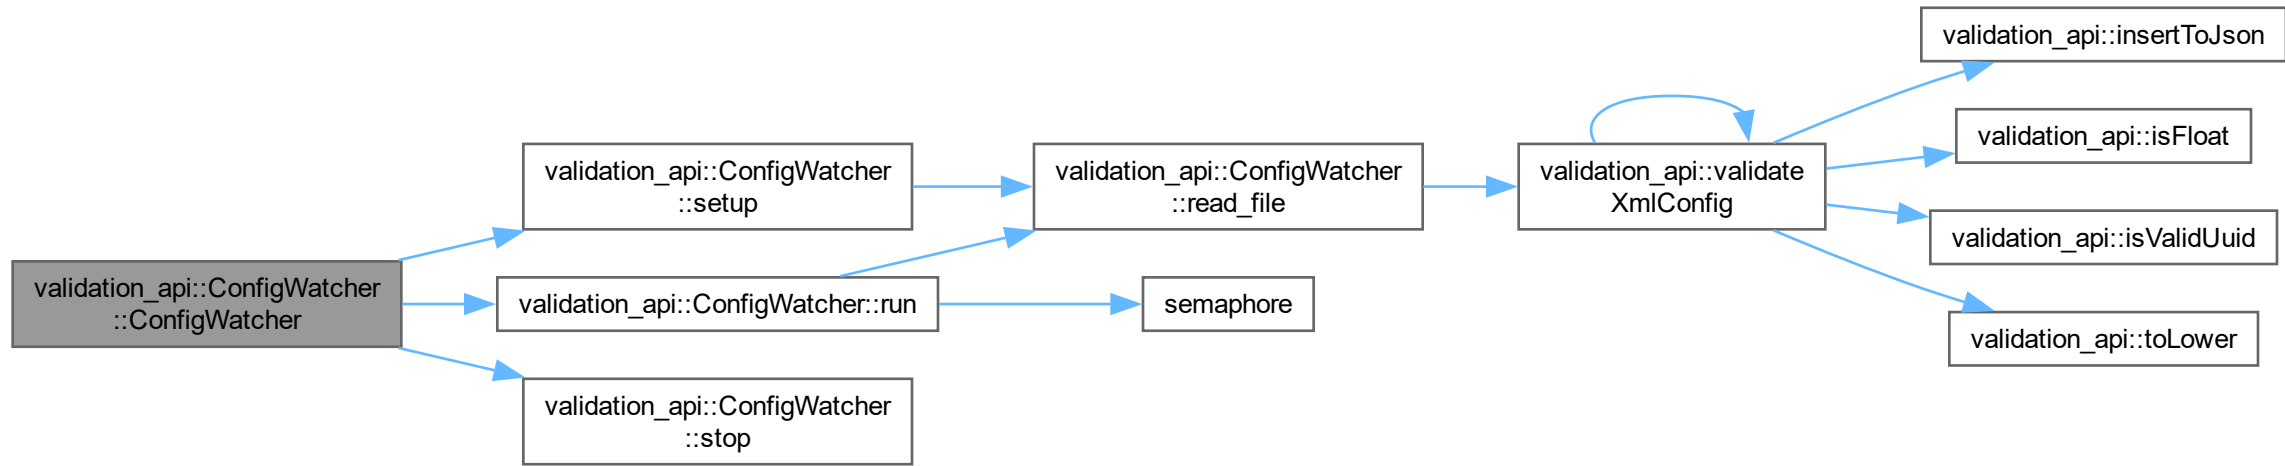 validation_api::ConfigWatcher
::ConfigWatcher
validation_api::ConfigWatcher
::setup
validation_api::ConfigWatcher::run
validation_api::ConfigWatcher
::stop
validation_api::ConfigWatcher
::read_file
semaphore
validation_api::validate
XmlConfig
validation_api::insertToJson
validation_api::isFloat
validation_api::isValidUuid
validation_api::toLower